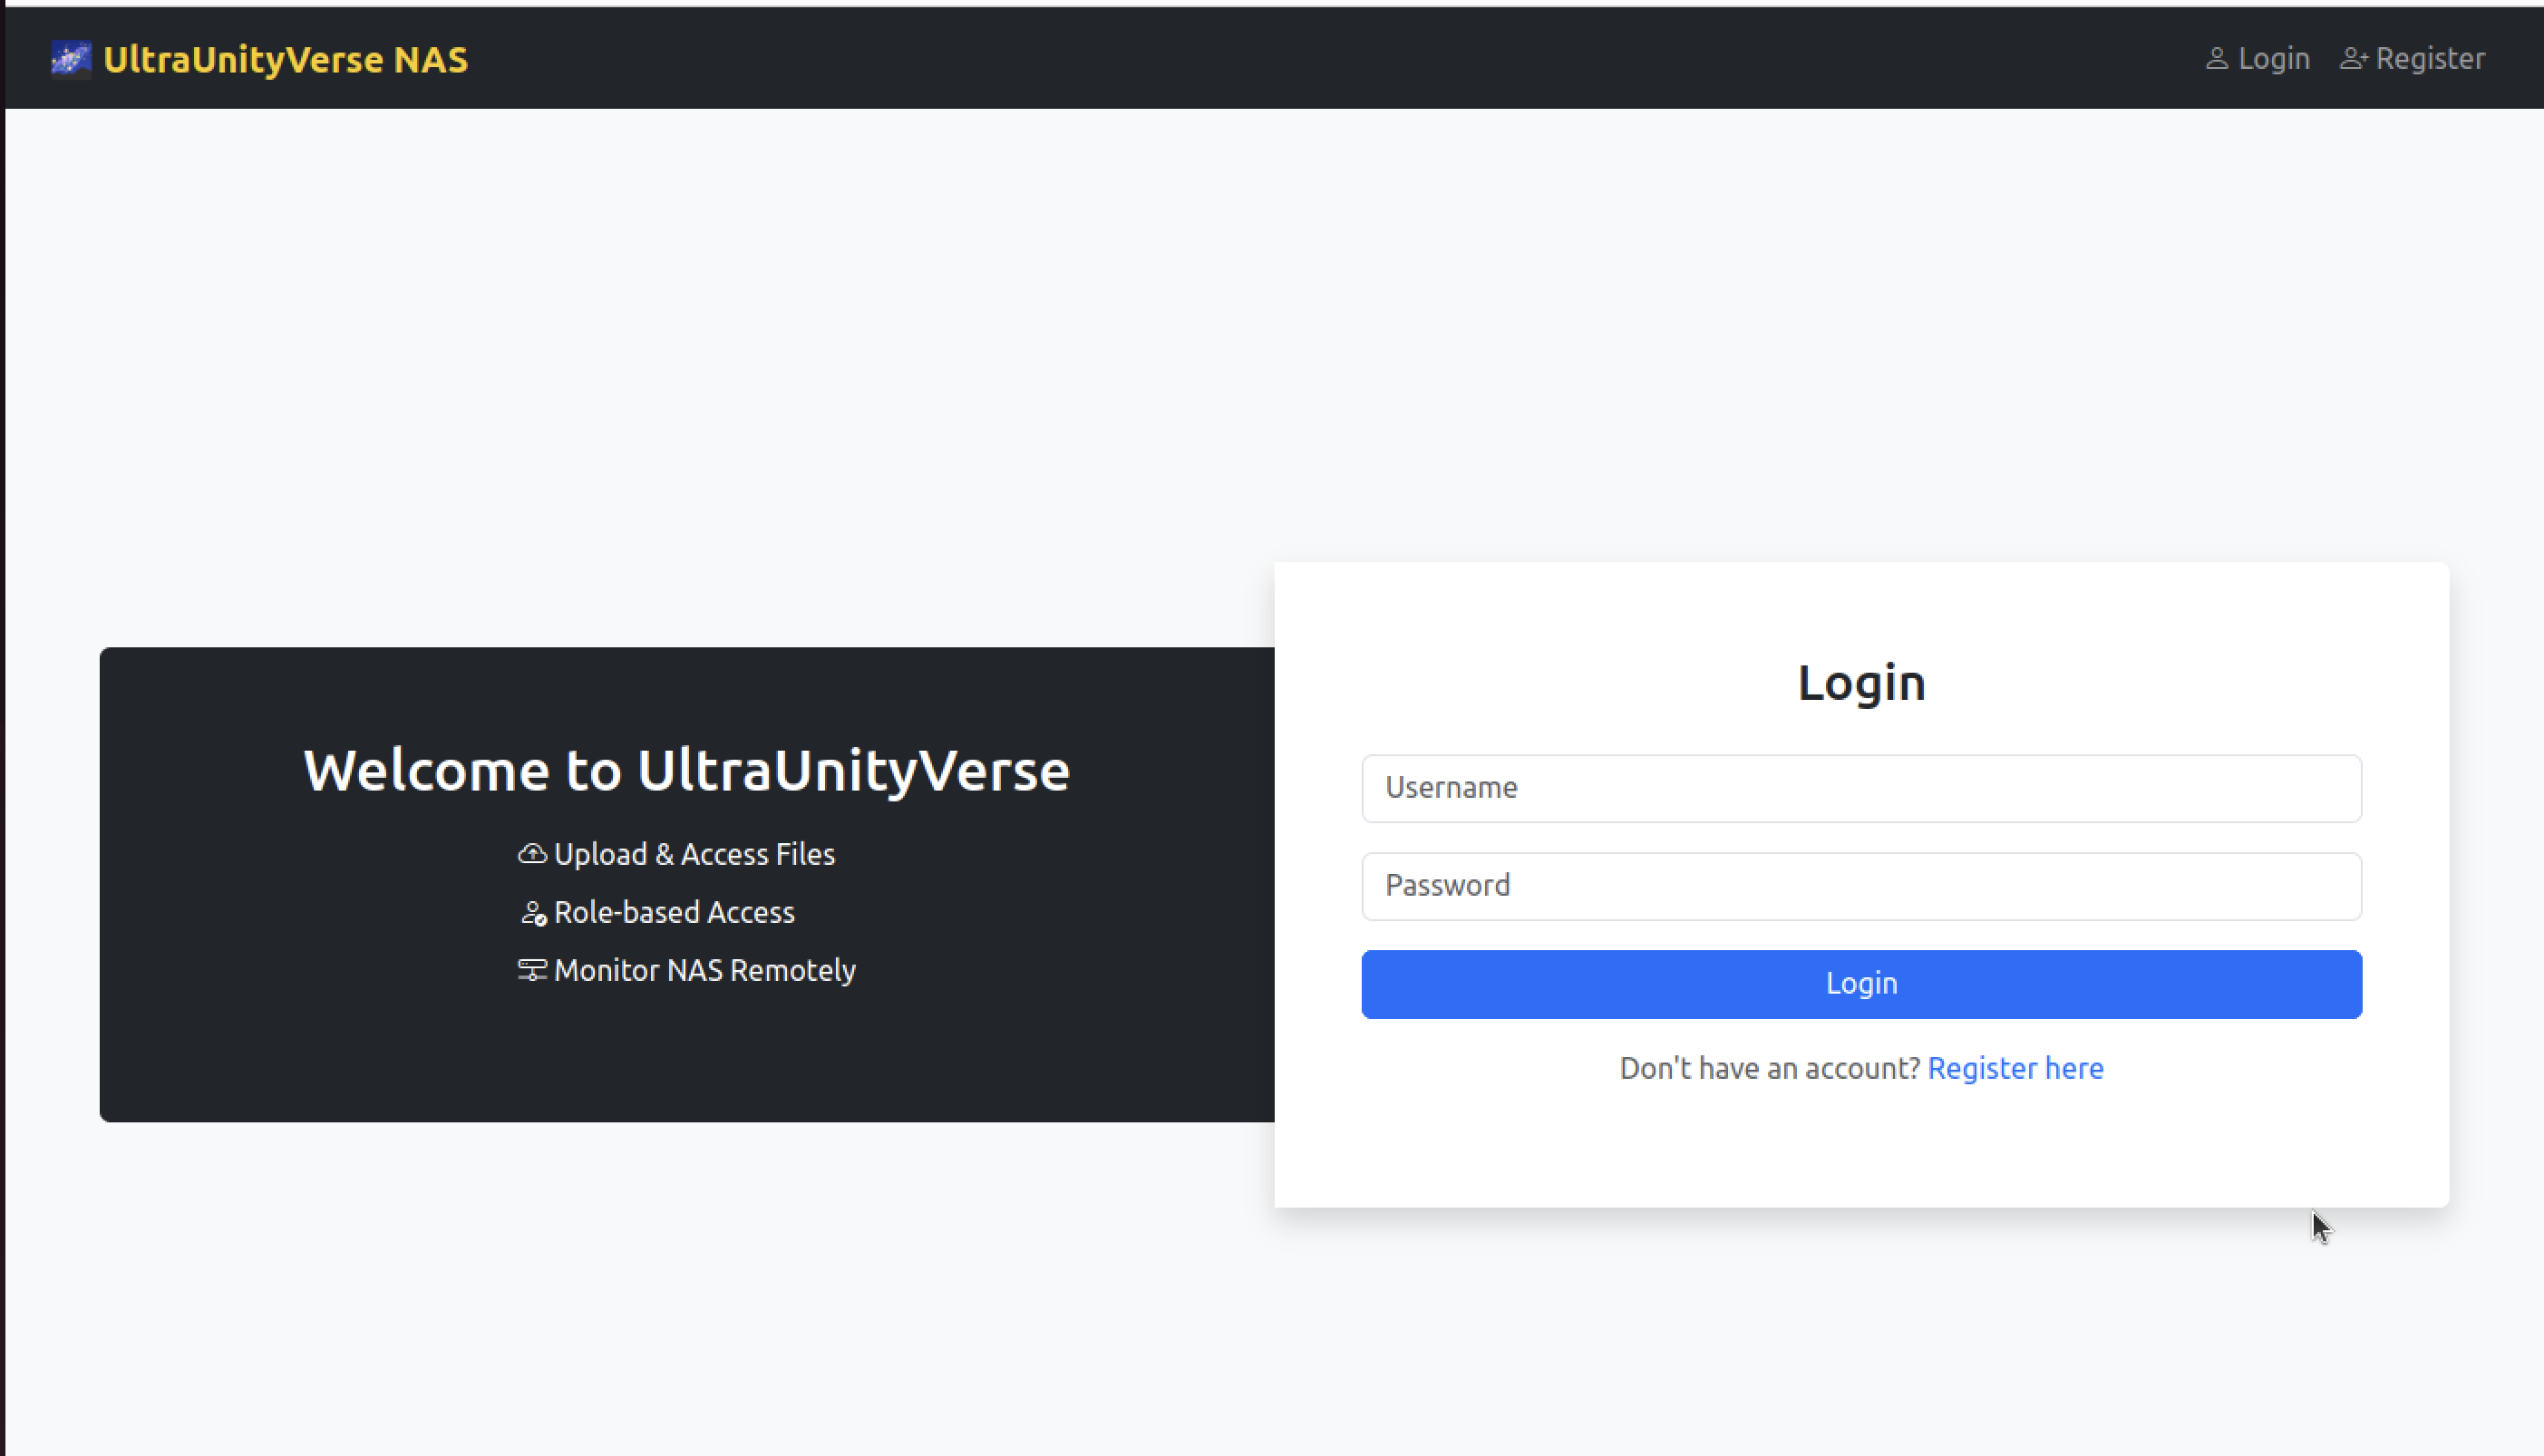 UltraUnityVerse NAS
Login
Register
Welcome to UltraUnityVerse
Upload & Access Files
Role-based Access
Monitor NAS Remotely
Login
Username
Password
Login
Don't have an account? Register here